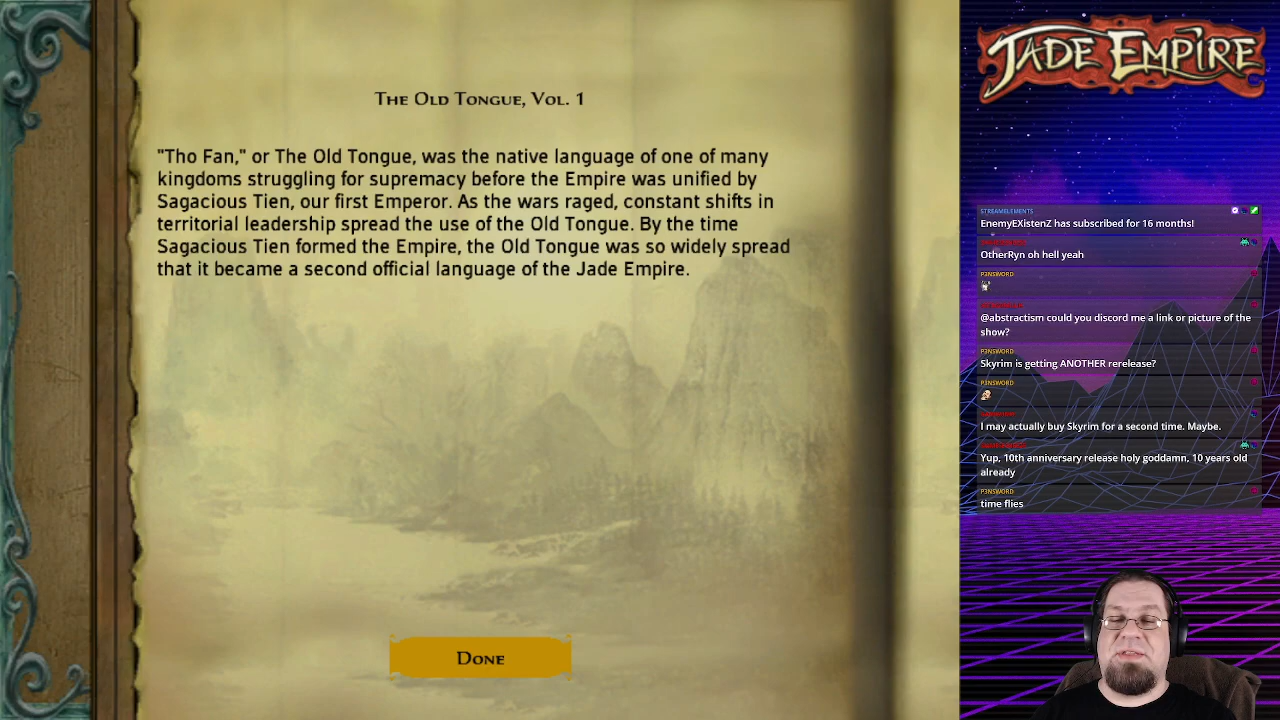 The Old Tongue, Vol. 1
"Tho Fan," or The Old Tongue, was the native language of one of many
kingdoms struggling for supremacy before the Empire was unified by
Sagacious Tien, our first Emperor. As the wars raged, constant shifts in
territorial leadership spread the use of the Old Tongue. By the time
Sagacious Tien formed the Empire, the Old Tongue was so widely spread
that it became a second official language of the Jade Empire.
Done
JADE EMPIRE
STREAMELEMENTS
EnemyEXistenZ has subscribed for 16 months!
OtherRyn oh hell yeah
P3NSWORD
@abstractism could you discord me a link or picture of the
show?
P3NSWORD
Skyrim is getting ANOTHER rerelease?
P3NSWORD
I may actually buy Skyrim for a second time. Maybe.
Yup, 10th anniversary release holy goddamn, 10 years old
already
P3NSWORD
time flies